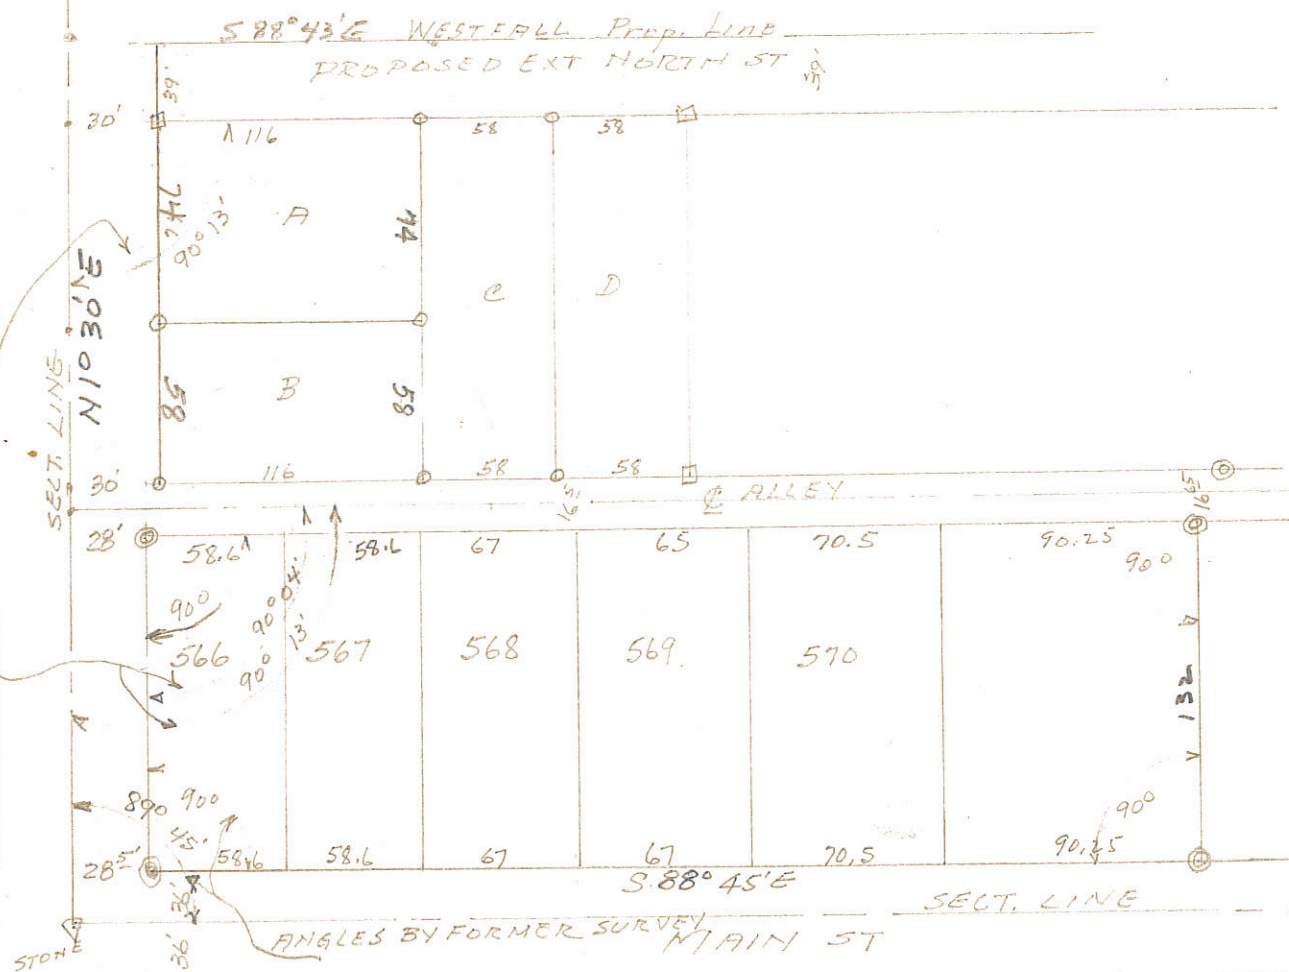 S 88° 43' E WESTFALL Prop. Line
PROPOSED EXT NORTH ST 39'
39'
30'
116 58 58
74 90° 13' A 44
C D
N 1° 30' E
SECT. LINE
58 B 58
30' 116 58 58
16.5' ℄ ALLEY 16.65
28' 58.6 58.6 67 65 70.5 90.25
90° 90° 04' 90°
90° 13'
566 567 568 569 570
132
89° 45' 90° 90°
28.5' 58.6 58.6 67 67 70.5 90.25
S. 88° 45' E
36' 36'
SECT. LINE
STONE
ANGLES BY FORMER SURVEY
MAIN ST